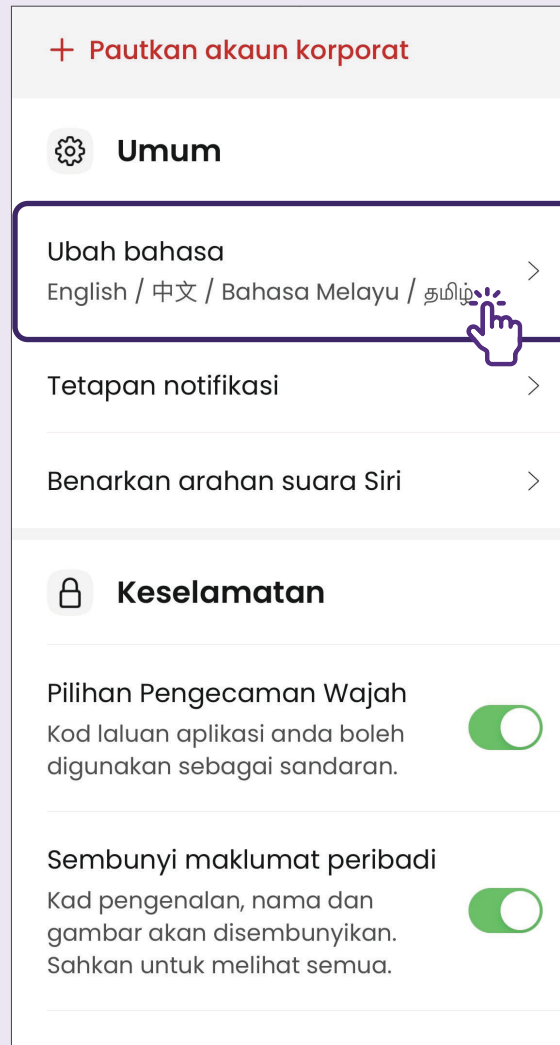 + Pautkan akaun korporat
Umum
Ubah bahasa
English / 中文 / Bahasa Melayu / தமிழ்
Tetapan notifikasi
Benarkan arahan suara Siri
Keselamatan
Pilihan Pengecaman Wajah
Kod laluan aplikasi anda boleh
digunakan sebagai sandaran.
Sembunyi maklumat peribadi
Kad pengenalan, nama dan
gambar akan disembunyikan.
Sahkan untuk melihat semua.